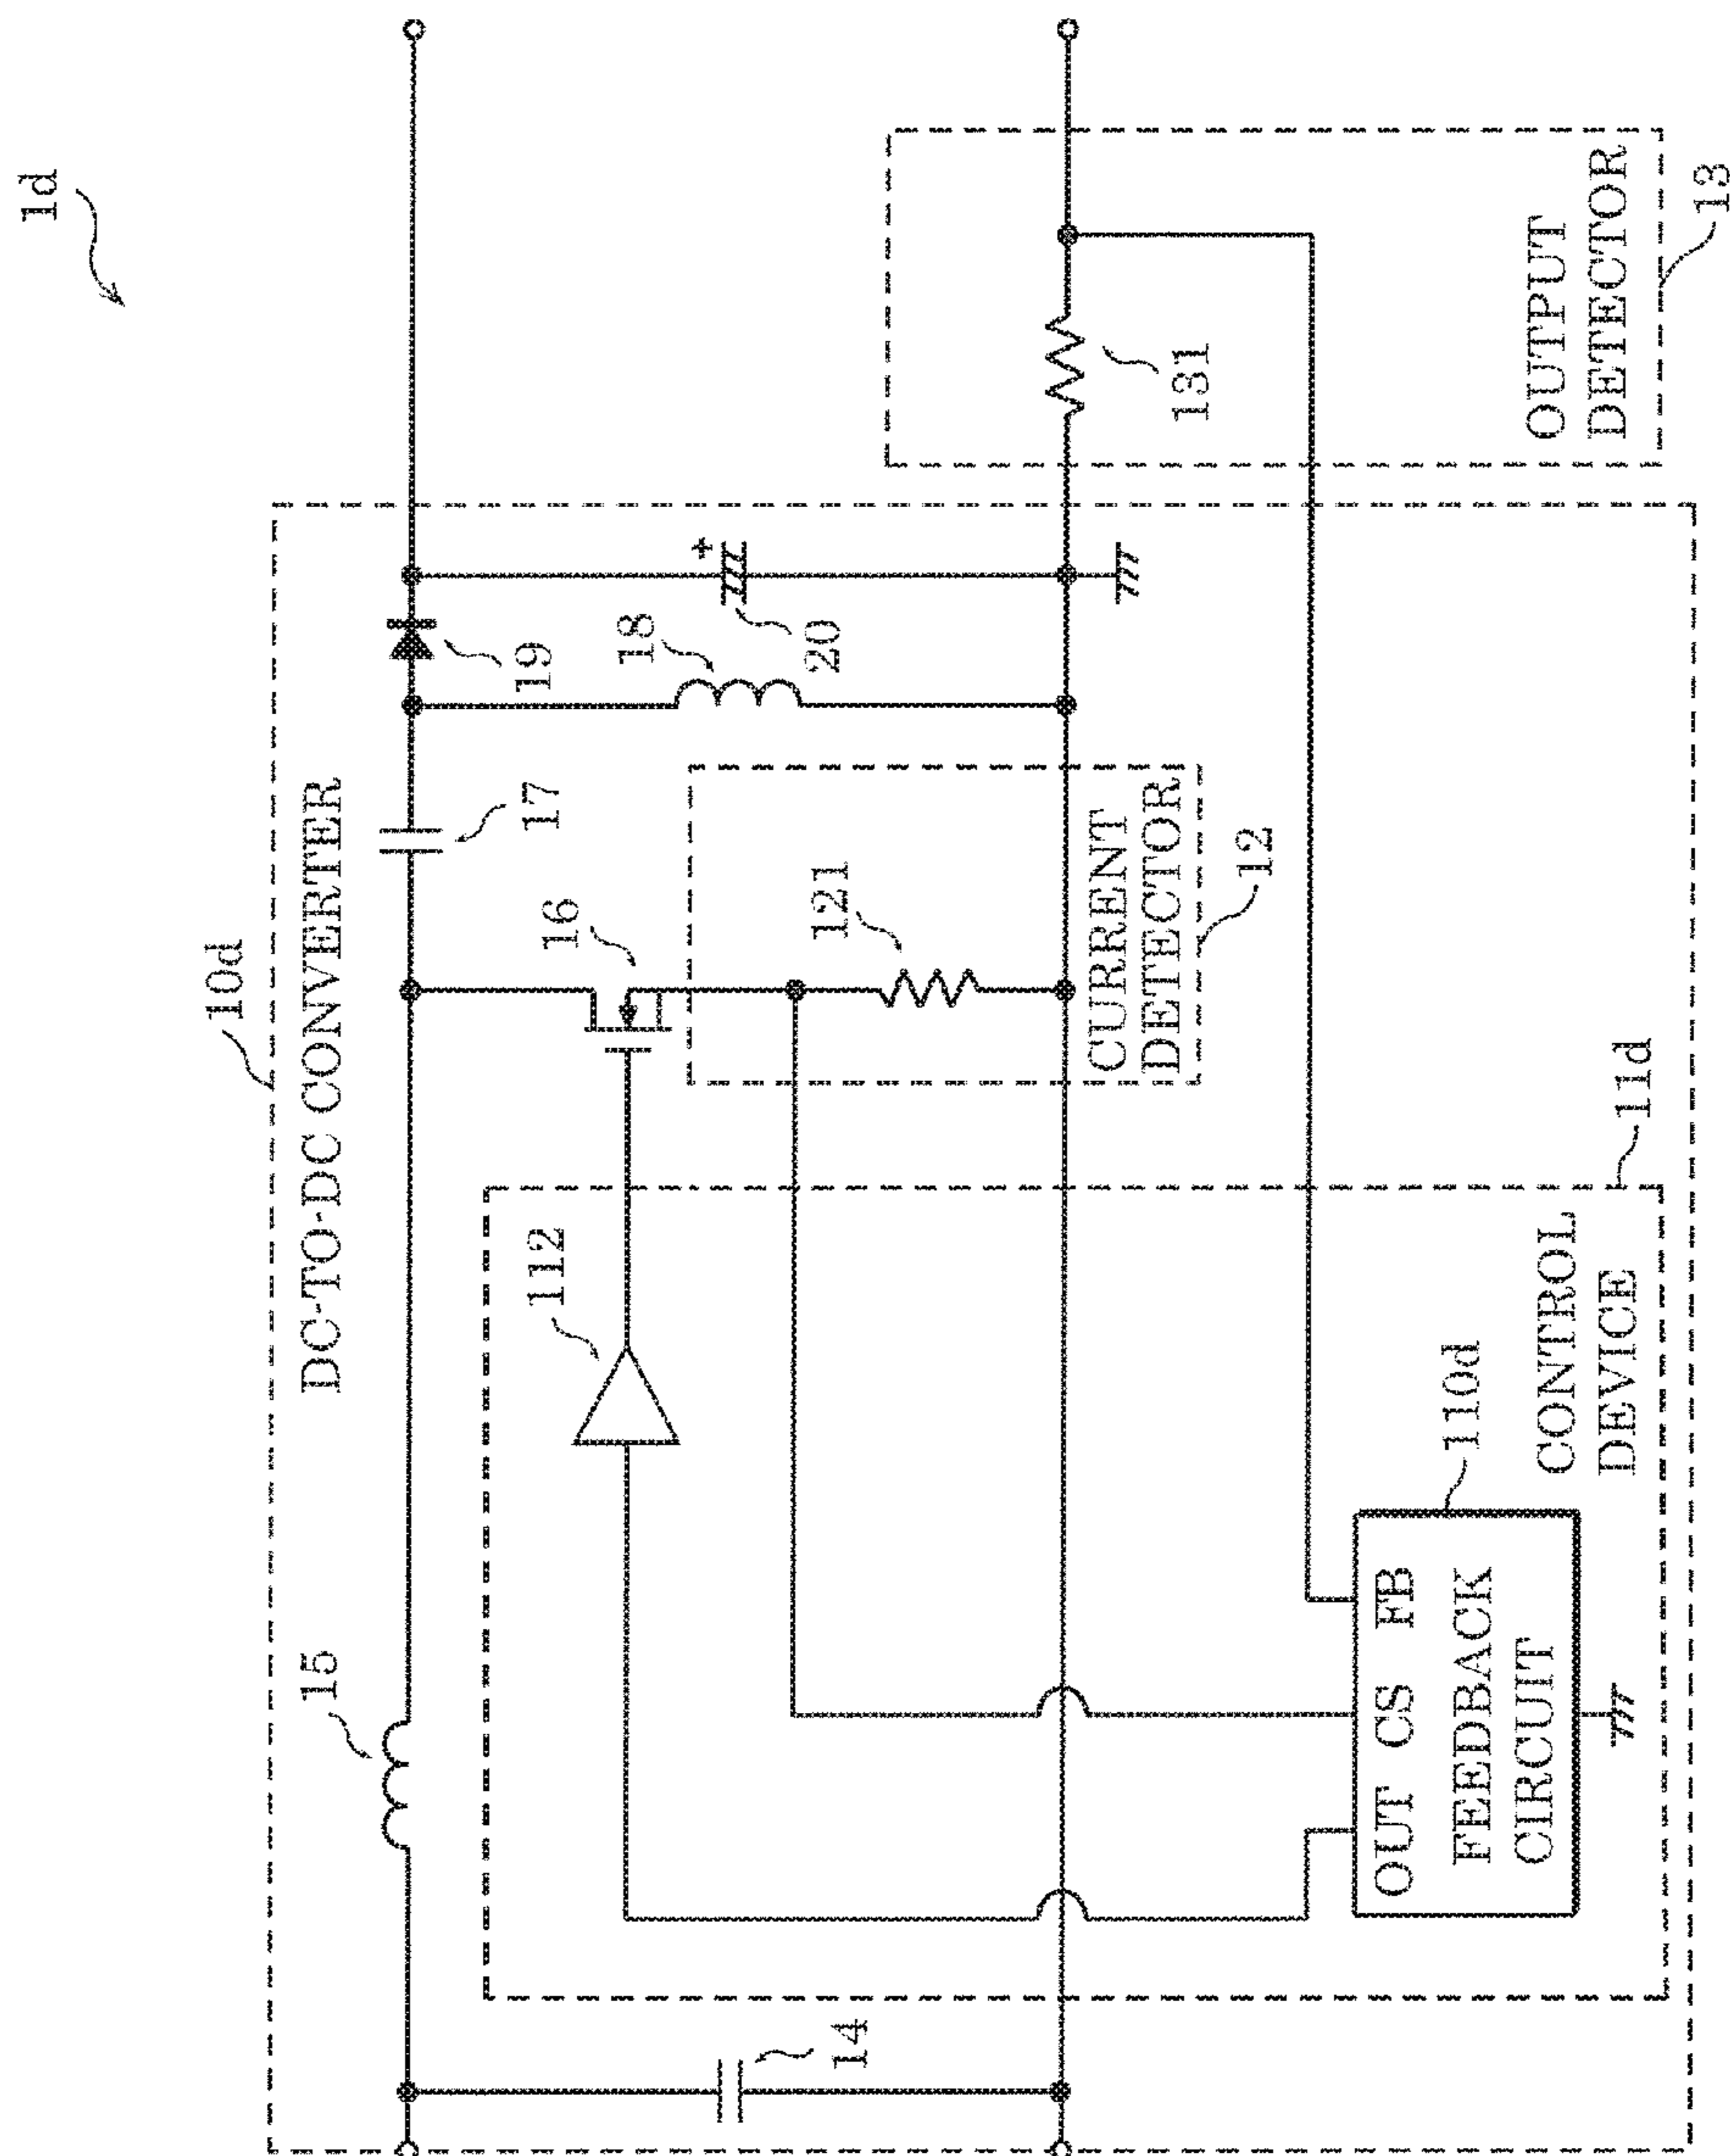 1d
10d
DC-TO-DC CONVERTER
15
17
19
16
18
112
121
20
14
CURRENT
DETECTOR
12
131
OUT CS FB
FEEDBACK
CIRCUIT
110d
CONTROL
DEVICE
11d
OUTPUT
DETECTOR
13
+